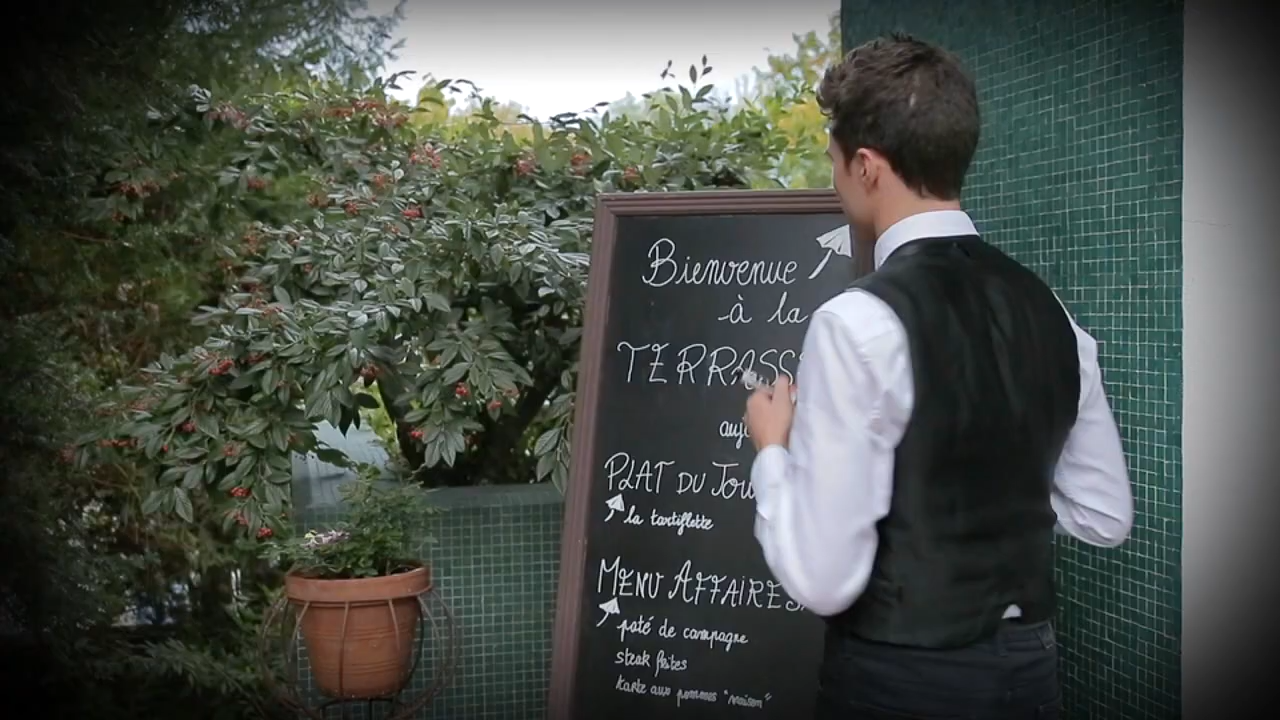 Bienvenue
à la
TERRASS
auj
PLAT DU Jou
la tartiflette
MENU AFFAIRES
paté de campagne
steak frites
tarte aux pommes "maison"